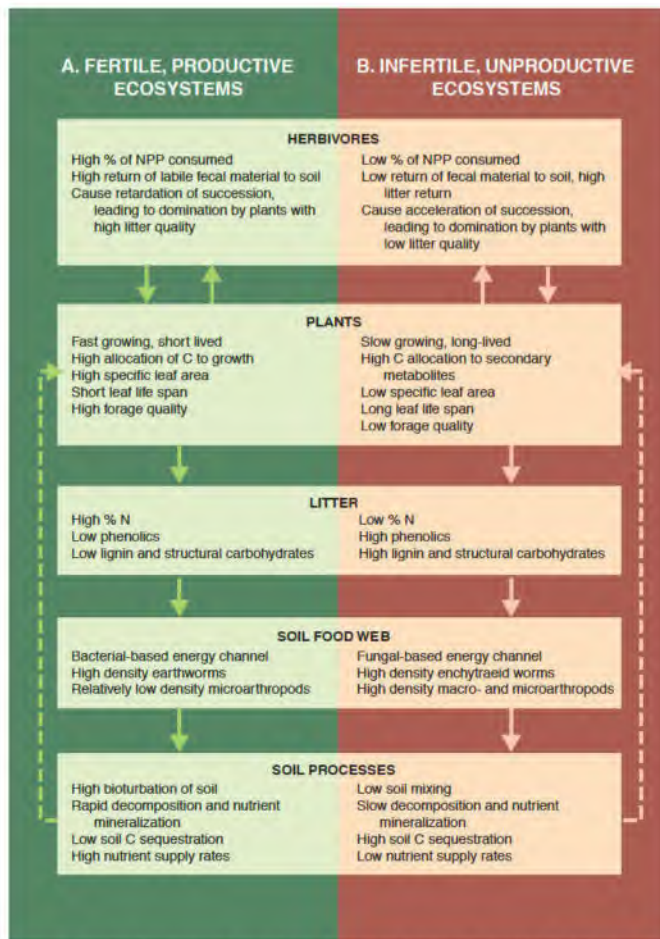 A. FERTILE, PRODUCTIVE
ECOSYSTEMS
B. INFERTILE, UNPRODUCTIVE
ECOSYSTEMS
HERBIVORES
High % of NPP consumed
High return of labile fecal material to soil
Cause retardation of succession,
leading to domination by plants with
high litter quality
Low % of NPP consumed
Low return of fecal material to soil, high
litter return
Cause acceleration of succession,
leading to domination by plants with
low litter quality
PLANTS
Fast growing, short lived
High allocation of C to growth
High specific leaf area
Short leaf life span
High forage quality
Slow growing, long-lived
High C allocation to secondary
metabolites
Low specific leaf area
Long leaf life span
Low forage quality
LITTER
High % N
Low phenolics
Low lignin and structural carbohydrates
Low % N
High phenolics
High lignin and structural carbohydrates
SOIL FOOD WEB
Bacterial-based energy channel
High density earthworms
Relatively low density microarthropods
Fungal-based energy channel
High density enchytraeid worms
High density macro- and microarthropods
SOIL PROCESSES
High bioturbation of soil
Rapid decomposition and nutrient
mineralization
Low soil C sequestration
High nutrient supply rates
Low soil mixing
Slow decomposition and nutrient
mineralization
High soil C sequestration
Low nutrient supply rates